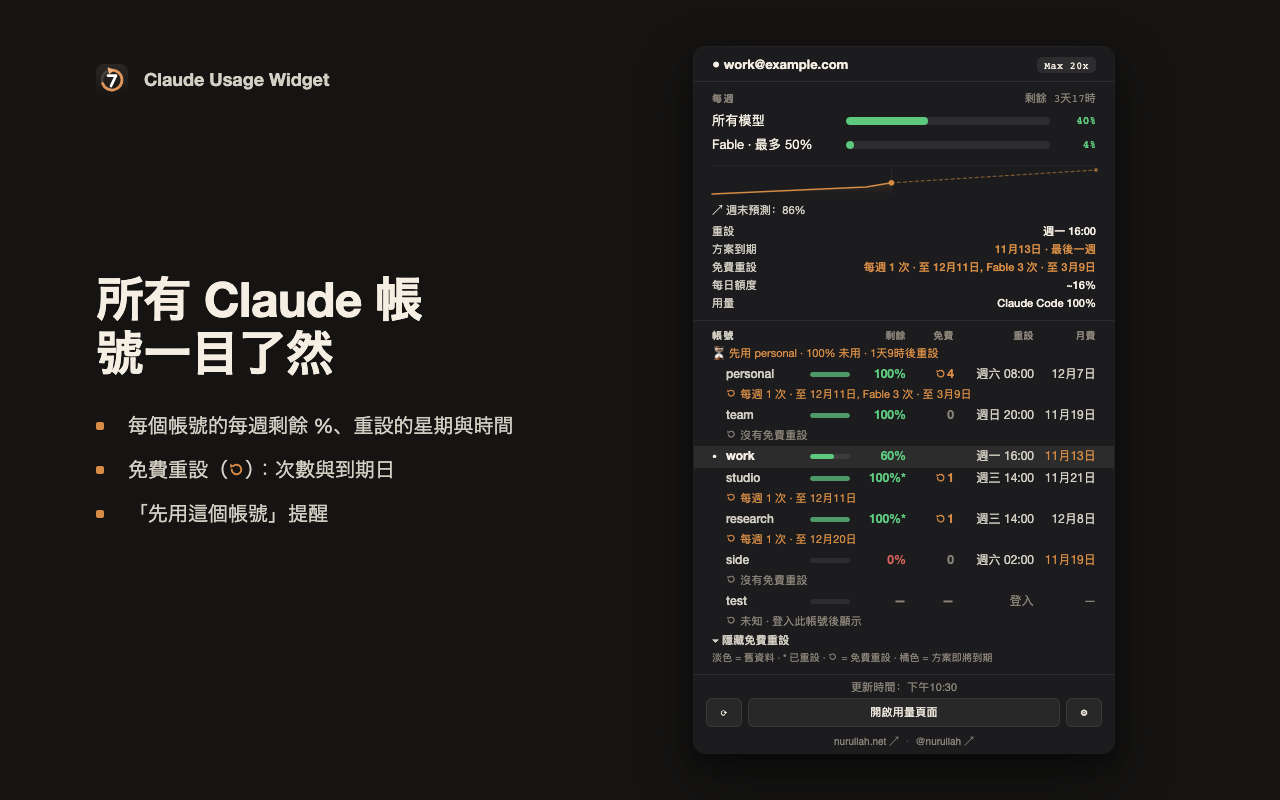 7 Claude Usage Widget
所有 Claude 帳
號一目了然
每個帳號的每週剩餘 %、重設的星期與時間
免費重設（↺）：次數與到期日
「先用這個帳號」提醒
• work@example.com Max 20x
每週 剩餘 3天17時
所有模型 40%
Fable · 最多 50% 4%
↗ 週末預測: 86%
重設 週一 16:00
方案到期 11月13日 · 最後一週
免費重設 每週 1 次 · 至 12月11日, Fable 3 次 · 至 3月9日
每日額度 ~16%
用量 Claude Code 100%
帳號 剩餘 免費 重設 月費
⏳ 先用 personal · 100% 未用 · 1天9時後重設
personal 100% ↺4 週六 08:00 12月7日
↺ 每週 1 次 · 至 12月11日, Fable 3 次 · 至 3月9日
team 100% 0 週日 20:00 11月19日
↺ 沒有免費重設
• work 60% 週一 16:00 11月13日
studio 100%* ↺1 週三 14:00 11月21日
↺ 每週 1 次 · 至 12月11日
research 100%* ↺1 週三 14:00 12月8日
↺ 每週 1 次 · 至 12月20日
side 0% 0 週六 02:00 11月19日
↺ 沒有免費重設
test — — 登入 —
↺ 未知 · 登入此帳號後顯示
▾ 隱藏免費重設
淡色 = 舊資料 · * 已重設 · ↺ = 免費重設 · 橘色 = 方案即將到期
更新時間: 下午10:30
⟳ 開啟用量頁面 ⚙
nurullah.net ↗ · @nurullah ↗